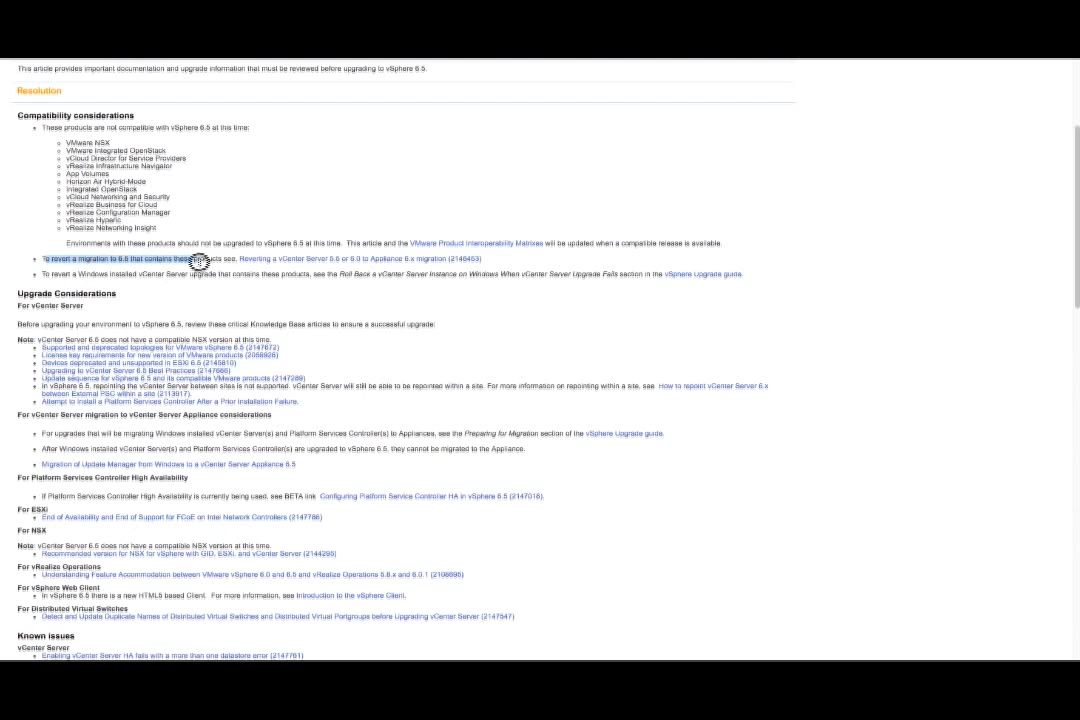 This article provides important documentation and upgrade information that must be reviewed before upgrading to vSphere 6.5.
Resolution
Compatibility considerations
These products are not compatible with vSphere 6.5 at this time:
VMware NSX
VMware Integrated OpenStack
vCloud Director for Service Providers
vRealize Infrastructure Navigator
App Volumes
Horizon Air Hybrid-Mode
Integrated OpenStack
vCloud Networking and Security
vRealize Business for Cloud
vRealize Configuration Manager
vRealize Hyperic
vRealize Networking Insight
Environments with these products should not be upgraded to vSphere 6.5 at this time. This article and the VMware Product Interoperability Matrixes will be updated when a compatible release is available.
To revert a migration to 6.5 that contains these products see, Reverting a vCenter Server 5.5 or 6.0 to Appliance 6.x migration (2146453)
To revert a Windows installed vCenter Server upgrade that contains these products, see the Roll Back a vCenter Server Instance on Windows When vCenter Server Upgrade Fails section in the vSphere Upgrade guide.
Upgrade Considerations
For vCenter Server
Before upgrading your environment to vSphere 6.5, review these critical Knowledge Base articles to ensure a successful upgrade:
Note: vCenter Server 6.5 does not have a compatible NSX version at this time.
Supported and deprecated topologies for VMware vSphere 6.5 (2147672)
License key requirements for new version of VMware products (2058926)
Devices deprecated and unsupported in ESXi 6.5 (2145810)
Upgrading to vCenter Server 6.5 Best Practices (2147686)
Update sequence for vSphere 6.5 and its compatible VMware products (2147289)
In vSphere 6.5, repointing the vCenter Server between sites is not supported. vCenter Server will still be able to be repointed within a site. For more information on repointing within a site, see How to repoint vCenter Server 6.x
between External PSC within a site (2113917).
Attempt to Install a Platform Services Controller After a Prior Installation Failure.
For vCenter Server migration to vCenter Server Appliance considerations
For upgrades that will be migrating Windows installed vCenter Server(s) and Platform Services Controller(s) to Appliances, see the Preparing for Migration section of the vSphere Upgrade guide.
After Windows installed vCenter Server(s) and Platform Services Controller(s) are upgraded to vSphere 6.5, they cannot be migrated to the Appliance.
Migration of Update Manager from Windows to a vCenter Server Appliance 6.5
For Platform Services Controller High Availability
If Platform Services Controller High Availability is currently being used, see BETA link Configuring Platform Service Controller HA in vSphere 6.5 (2147018).
For ESXi
End of Availability and End of Support for FCoE on Intel Network Controllers (2147786)
For NSX
Note: vCenter Server 6.5 does not have a compatible NSX version at this time.
Recommended version for NSX for vSphere with GID, ESXi, and vCenter Server (2144295)
For vRealize Operations
Understanding Feature Accommodation between VMware vSphere 6.0 and 6.5 and vRealize Operations 5.8.x and 6.0.1 (2108695)
For vSphere Web Client
In vSphere 6.5 there is a new HTML5 based Client. For more information, see Introduction to the vSphere Client.
For Distributed Virtual Switches
Detect and Update Duplicate Names of Distributed Virtual Switches and Distributed Virtual Portgroups before Upgrading vCenter Server (2147547)
Known issues
vCenter Server
Enabling vCenter Server HA fails with a more than one datastore error (2147761)